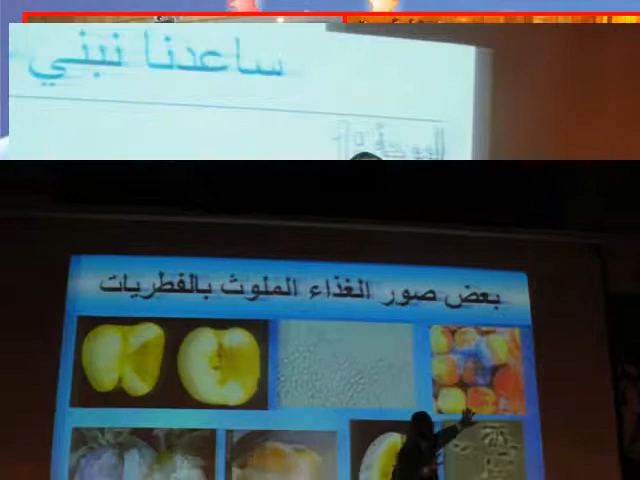 ساعدنا نبني
بعض صور الغذاء الملوث بالفطريات